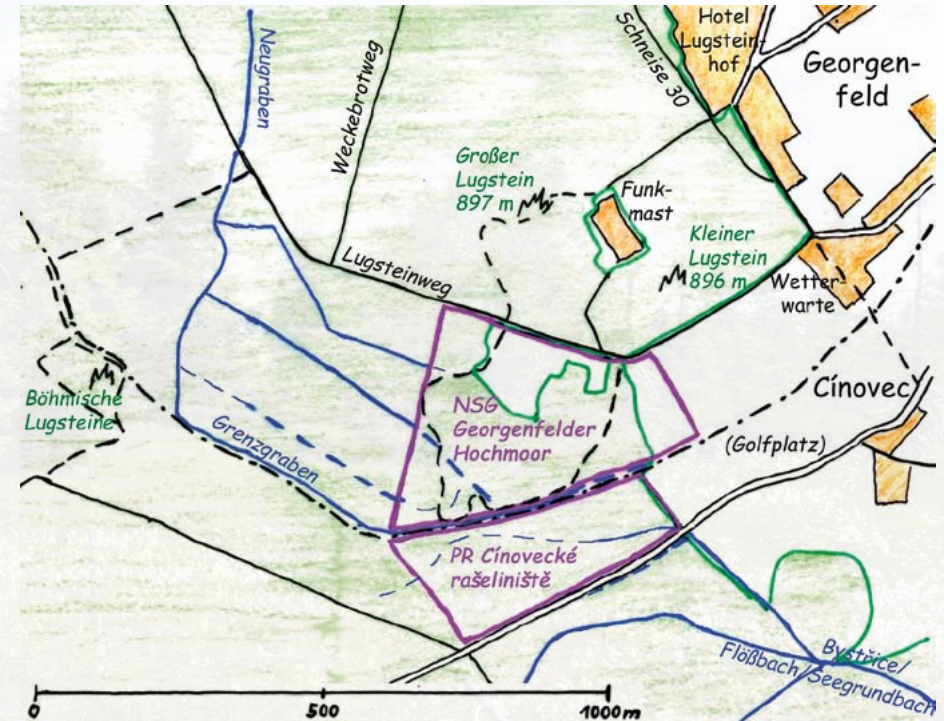 Neugraben
Weckebrotweg
Schneise 30
Hotel
Lugstein-
hof
Georgen-
feld
Großer
Lugstein
897 m
Funk-
mast
Kleiner
Lugstein
896 m
Lugsteinweg
Wetter-
warte
Böhmische
Lugsteine
Grenzgraben
NSG
Georgenfelder
Hochmoor
Cínovec
(Golfplatz)
PR Cínovecké
rašeliniště
Bystřice/
Flößbach/Seegrundbach
0
500
1000m